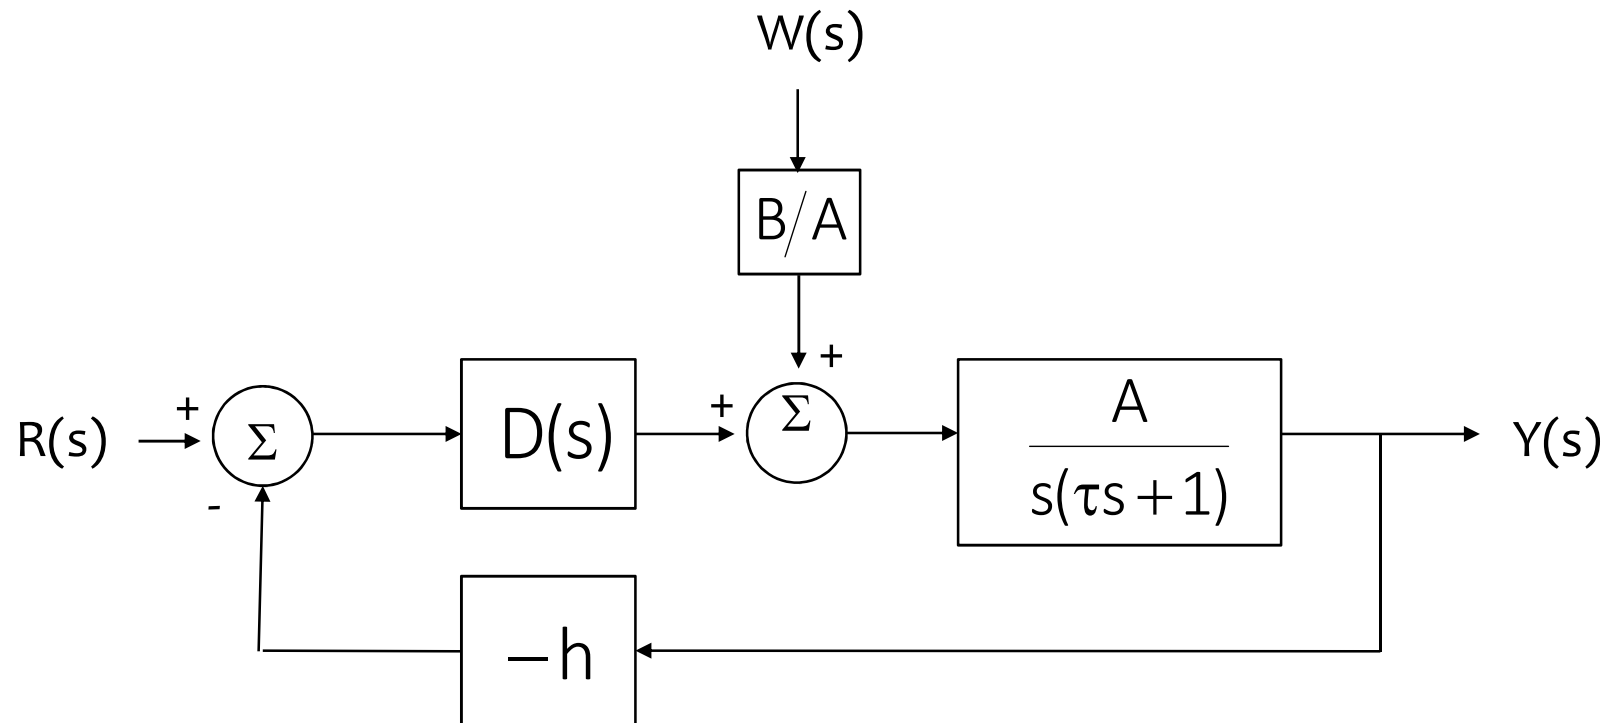 W(s)
B/A
+
+
+
R(s)
Σ
D(s)
Σ
A
s(τs+1)
Y(s)
-
−h